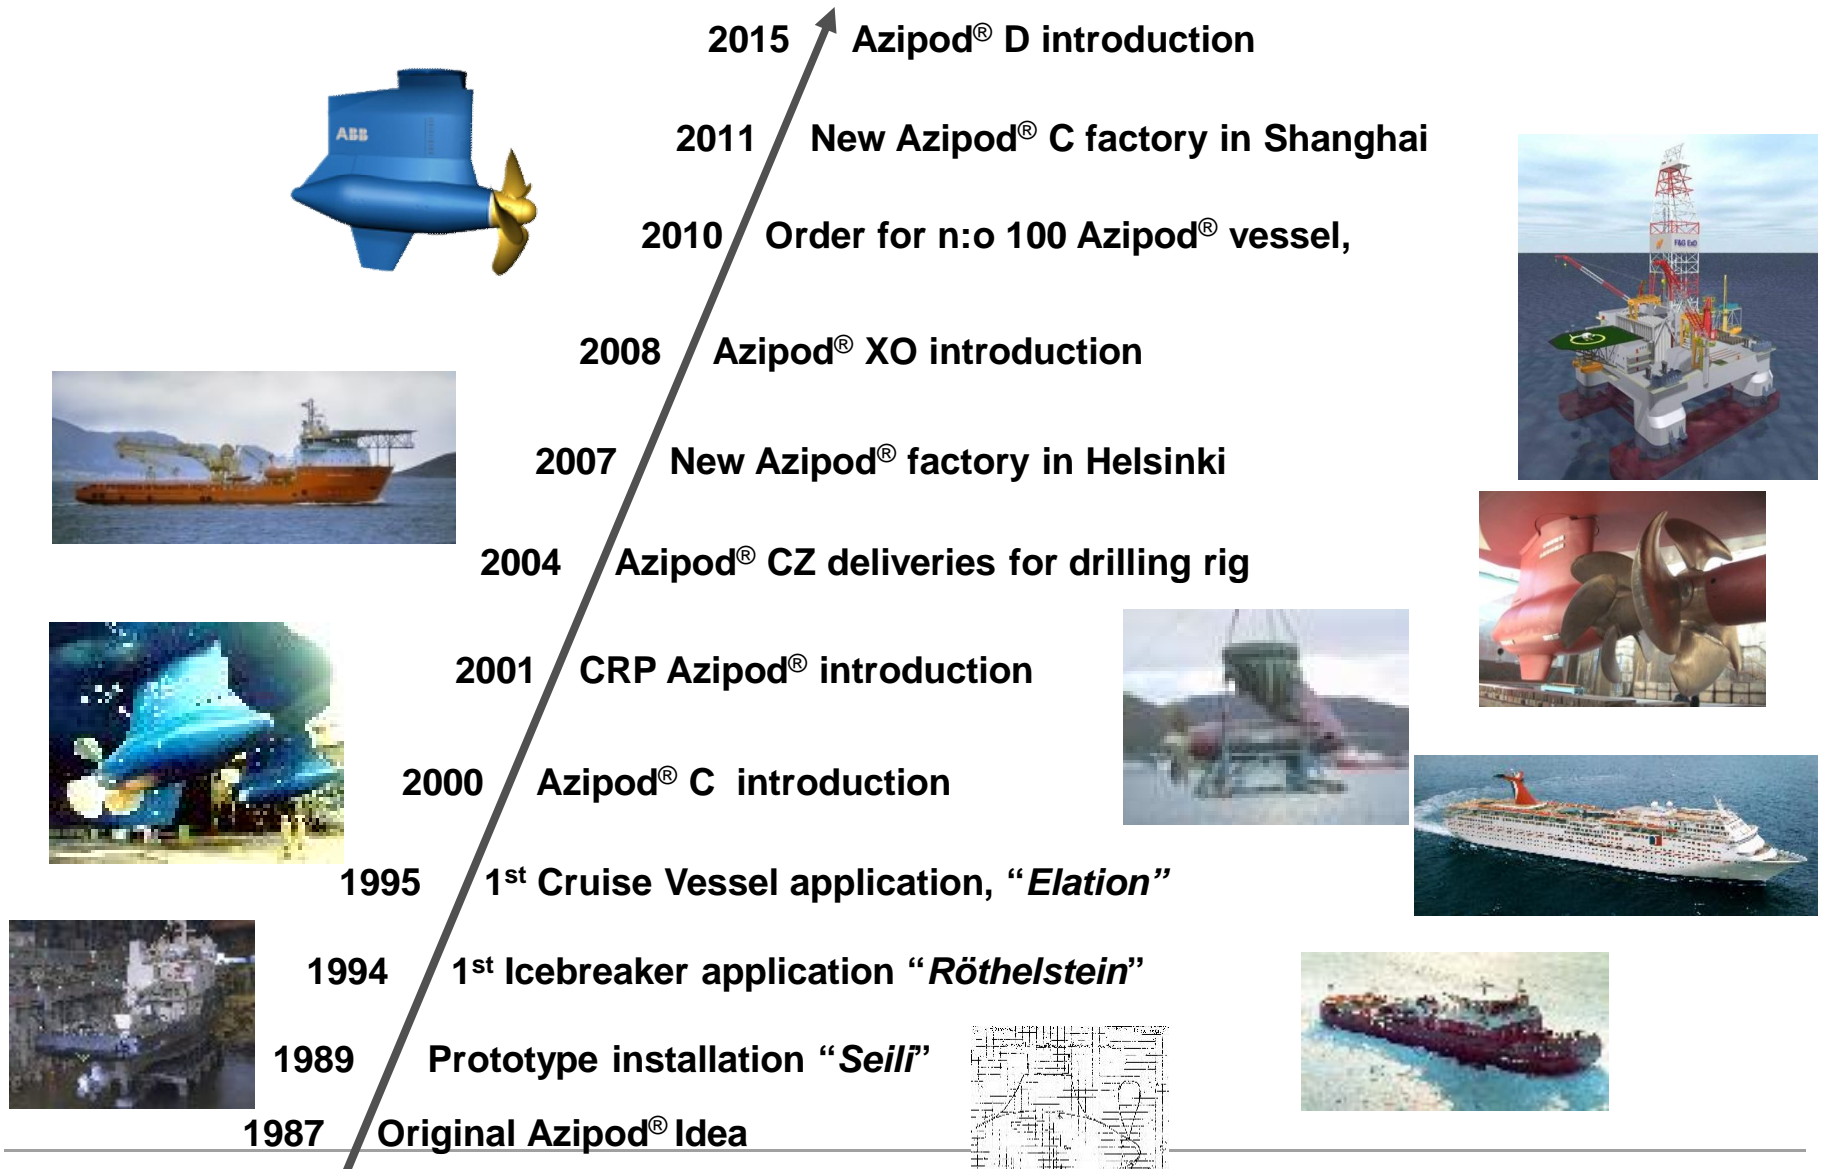 2015 Azipod® D introduction
ABB
2011 New Azipod® C factory in Shanghai
2010 Order for n:o 100 Azipod® vessel,
F&G ExD
2008 Azipod® XO introduction
2007 New Azipod® factory in Helsinki
2004 Azipod® CZ deliveries for drilling rig
2001 CRP Azipod® introduction
2000 Azipod® C introduction
1995 1st Cruise Vessel application, “Elation”
1994 1st Icebreaker application “Röthelstein”
1989 Prototype installation “Seili”
1987 Original Azipod® Idea